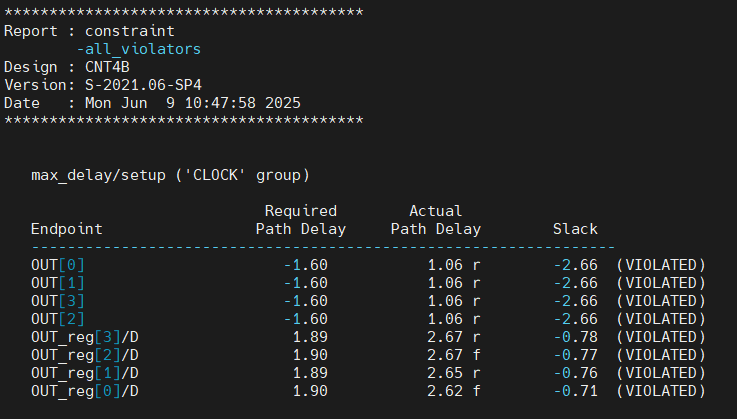 ****************************************
Report : constraint
        -all_violators
Design : CNT4B
Version: S-2021.06-SP4
Date   : Mon Jun  9 10:47:58 2025
****************************************
   max_delay/setup ('CLOCK' group)
                             Required        Actual
   Endpoint                 Path Delay     Path Delay        Slack
   -----------------------------------------------------------------
   OUT[0]                      -1.60           1.06 r        -2.66  (VIOLATED)
   OUT[1]                      -1.60           1.06 r        -2.66  (VIOLATED)
   OUT[3]                      -1.60           1.06 r        -2.66  (VIOLATED)
   OUT[2]                      -1.60           1.06 r        -2.66  (VIOLATED)
   OUT_reg[3]/D                 1.89           2.67 r        -0.78  (VIOLATED)
   OUT_reg[2]/D                 1.90           2.67 f        -0.77  (VIOLATED)
   OUT_reg[1]/D                 1.89           2.65 r        -0.76  (VIOLATED)
   OUT_reg[0]/D                 1.90           2.62 f        -0.71  (VIOLATED)